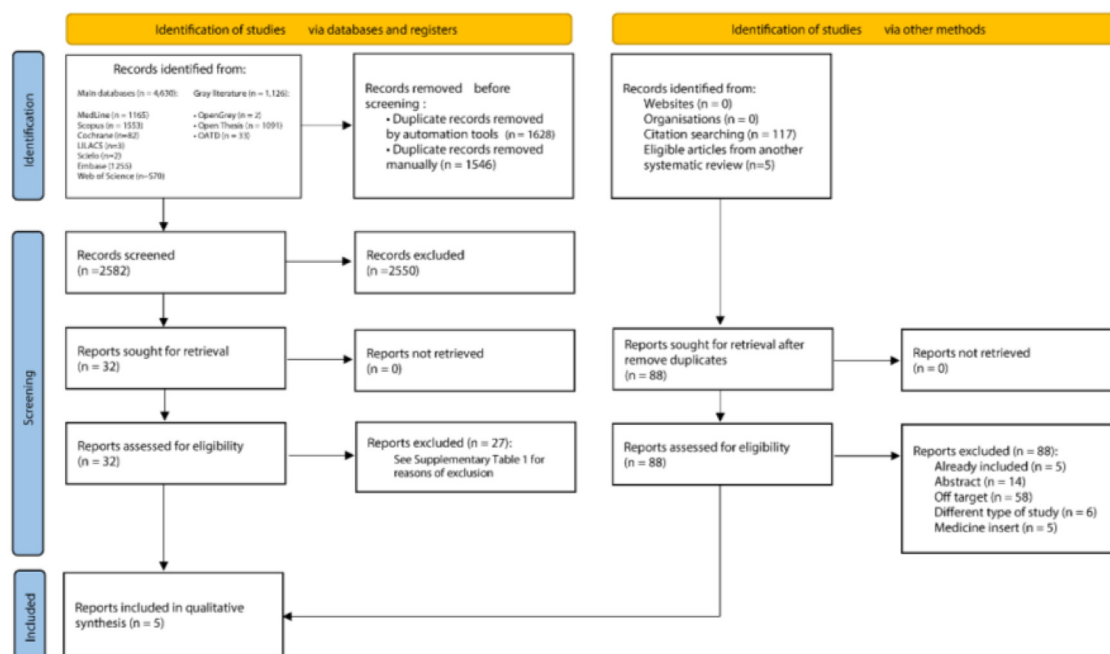 Identification of studies via databases and registers
Identification of studies via other methods
Identification
Records identified from:
Main databases (n = 4,630):
MedLine (n = 1165)
Scopus (n = 1553)
Cochrane (n=82)
LILACS (n=3)
Scielo (n=2)
Embase (1255)
Web of Science (n=570)
Gray literature (n = 1,126):
• OpenGrey (n = 2)
• Open Thesis (n = 1091)
• OATD (n = 33)
Records removed before
screening :
• Duplicate records removed
by automation tools (n = 1628)
• Duplicate records removed
manually (n = 1546)
Records identified from:
Websites (n = 0)
Organisations (n = 0)
Citation searching (n = 117)
Eligible articles from another
systematic review (n=5)
Screening
Records screened
(n =2582)
Records excluded
(n =2550)
Reports sought for retrieval
(n = 32)
Reports not retrieved
(n = 0)
Reports sought for retrieval after
remove duplicates
(n = 88)
Reports not retrieved
(n = 0)
Reports assessed for eligibility
(n = 32)
Reports excluded (n = 27):
See Supplementary Table 1 for
reasons of exclusion
Reports assessed for eligibility
(n = 88)
Reports excluded (n = 88):
Already included (n = 5)
Abstract (n = 14)
Off target (n = 58)
Different type of study (n = 6)
Medicine insert (n = 5)
Included
Reports included in qualitative
synthesis (n = 5)